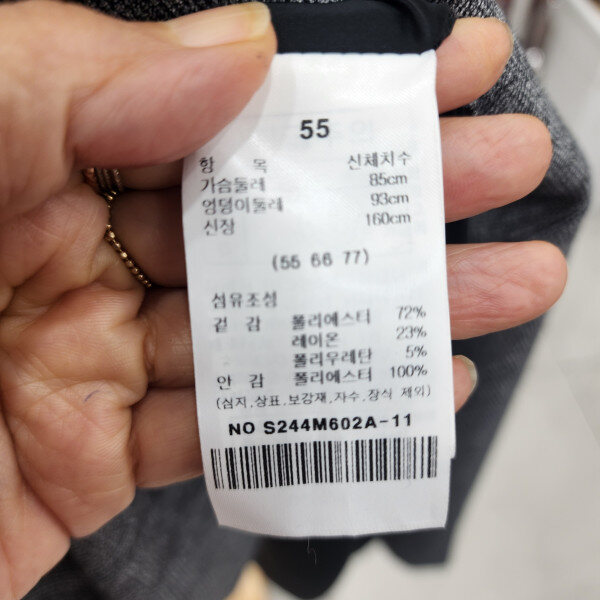 55
항 목 신체치수
가슴둘레 85cm
엉덩이둘레 93cm
신장 160cm
(55 66 77)
섬유조성
겉 감 폴리에스터 72%
레이온 23%
폴리우레탄 5%
안 감 폴리에스터 100%
(심지,상표,보강재,자수,장식 제외)
NO S244M602A-11